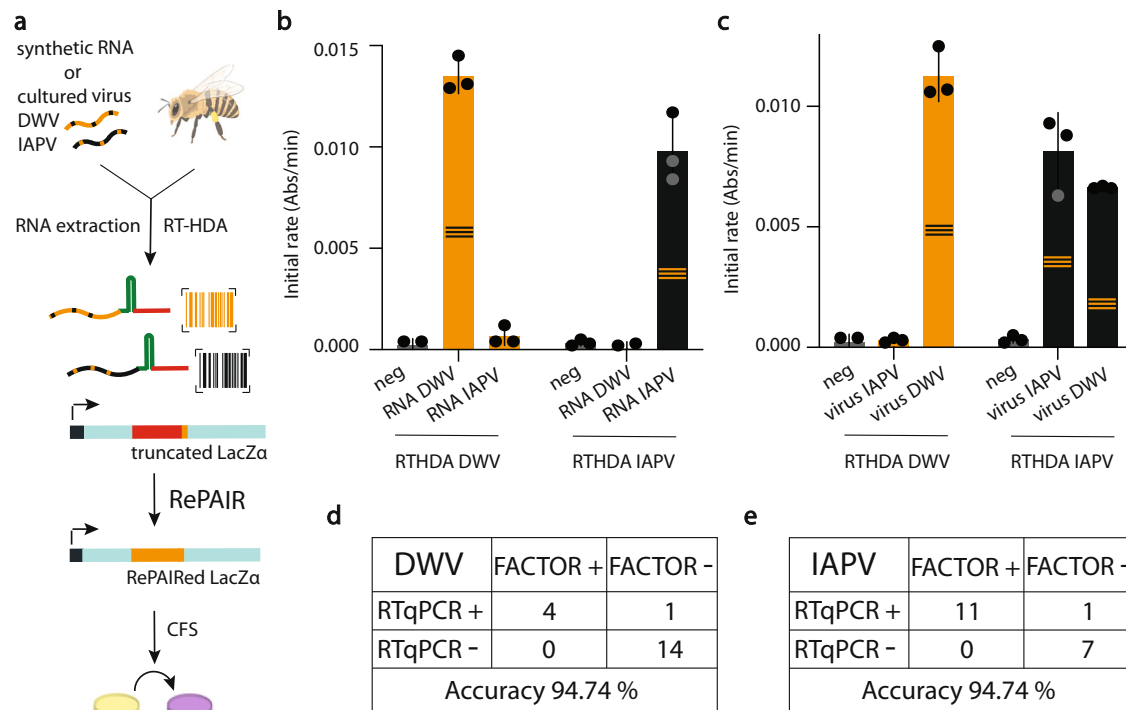 a
synthetic RNA
or
cultured virus
DWV
IAPV
RNA extraction
RT-HDA
truncated LacZα
RePAIR
RePAIRed LacZα
CFS
b
Initial rate (Abs/min)
0.015
0.010
0.005
0.000
neg
RNA DWV
RNA IAPV
neg
RNA DWV
RNA IAPV
RTHDA DWV
RTHDA IAPV
c
Initial rate (Abs/min)
0.010
0.005
0.000
neg
virus IAPV
virus DWV
neg
virus IAPV
virus DWV
RTHDA DWV
RTHDA IAPV
d
DWV FACTOR + FACTOR -
RTqPCR + 4 1
RTqPCR - 0 14
Accuracy 94.74 %
e
IAPV FACTOR + FACTOR -
RTqPCR + 11 1
RTqPCR - 0 7
Accuracy 94.74 %